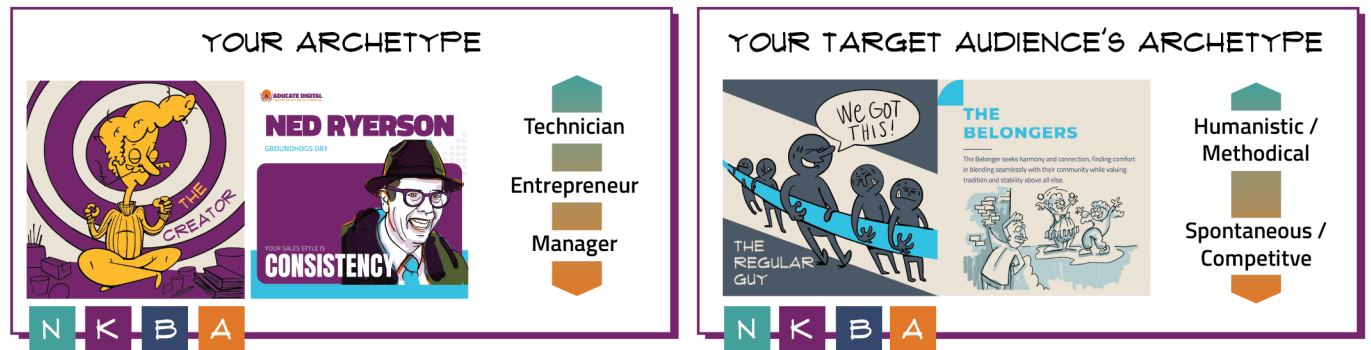 YOUR ARCHETYPE
THE
CREATOR
ADUCATE DIGITAL
NED RYERSON
GROUNDHOGS DAY
YOUR SALES STYLE IS
CONSISTENCY
Technician
Entrepreneur
Manager
N K B A
YOUR TARGET AUDIENCE'S ARCHETYPE
WE GOT
THIS!
THE
REGULAR
GUY
THE
BELONGERS
The Belonger seeks harmony and connection, finding comfort
in blending seamlessly with their community while valuing
tradition and stability above all else.
Humanistic /
Methodical
Spontaneous /
Competitve
N K B A